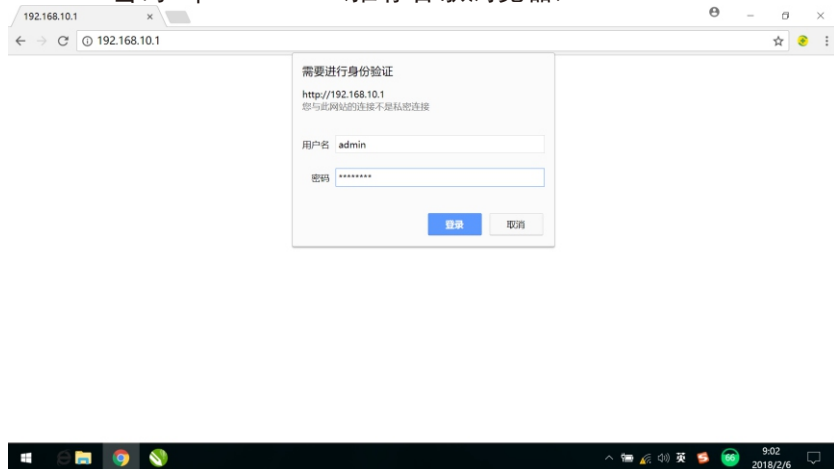 192.168.10.1
192.168.10.1
需要进行身份验证
http://192.168.10.1
您与此网站的连接不是私密连接
用户名 admin
密码 ********
登录 取消
英 66 9:02
2018/2/6